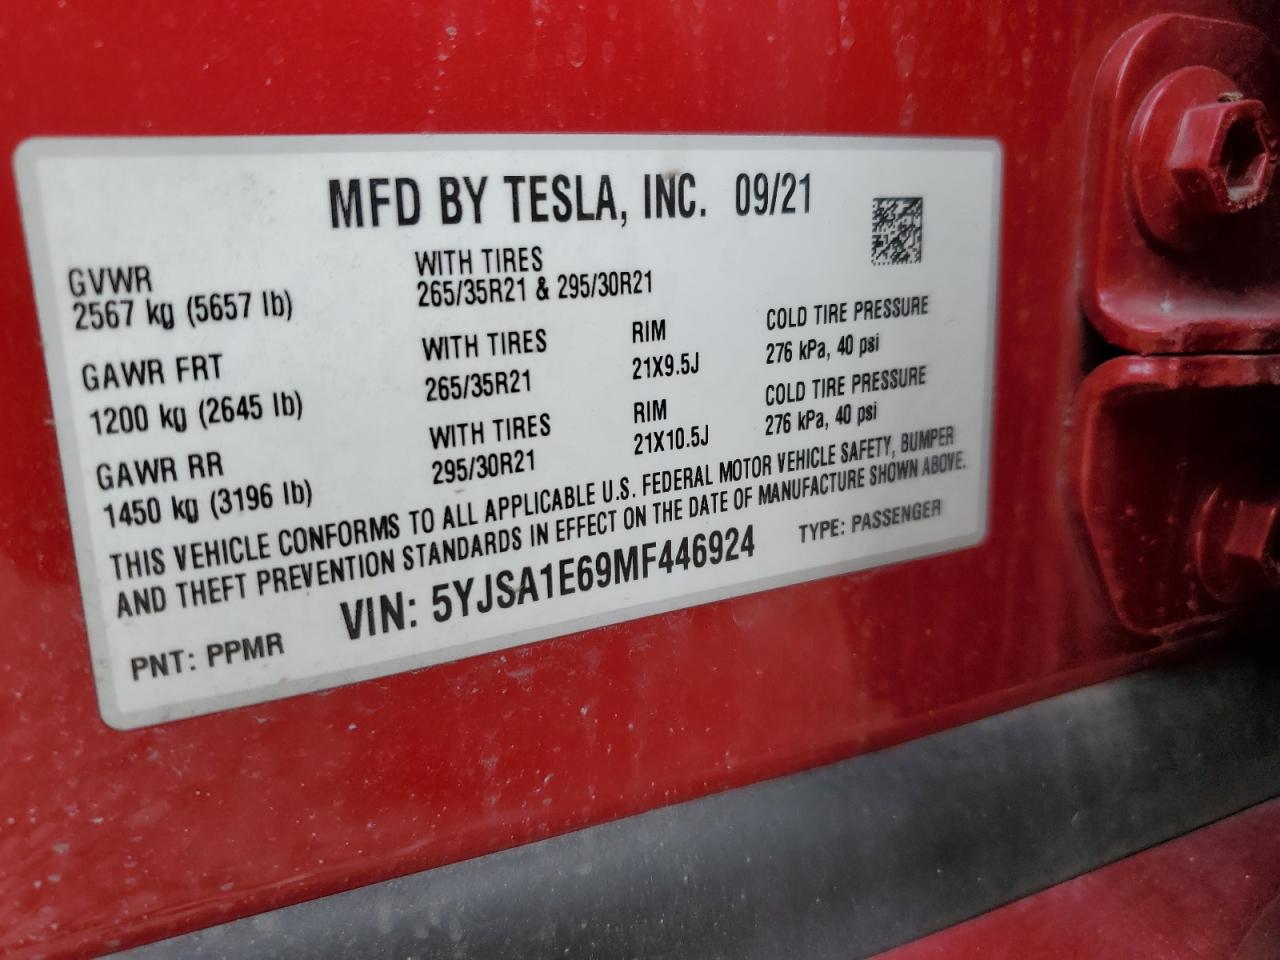 MFD BY TESLA, INC. 09/21
GVWR
2567 kg (5657 lb)
WITH TIRES
265/35R21 & 295/30R21
GAWR FRT
1200 kg (2645 lb)
WITH TIRES
265/35R21
RIM
21X9.5J
COLD TIRE PRESSURE
276 kPa, 40 psi
GAWR RR
1450 kg (3196 lb)
WITH TIRES
295/30R21
RIM
21X10.5J
COLD TIRE PRESSURE
276 kPa, 40 psi
THIS VEHICLE CONFORMS TO ALL APPLICABLE U.S. FEDERAL MOTOR VEHICLE SAFETY, BUMPER
AND THEFT PREVENTION STANDARDS IN EFFECT ON THE DATE OF MANUFACTURE SHOWN ABOVE.
PNT: PPMR
VIN: 5YJSA1E69MF446924
TYPE: PASSENGER